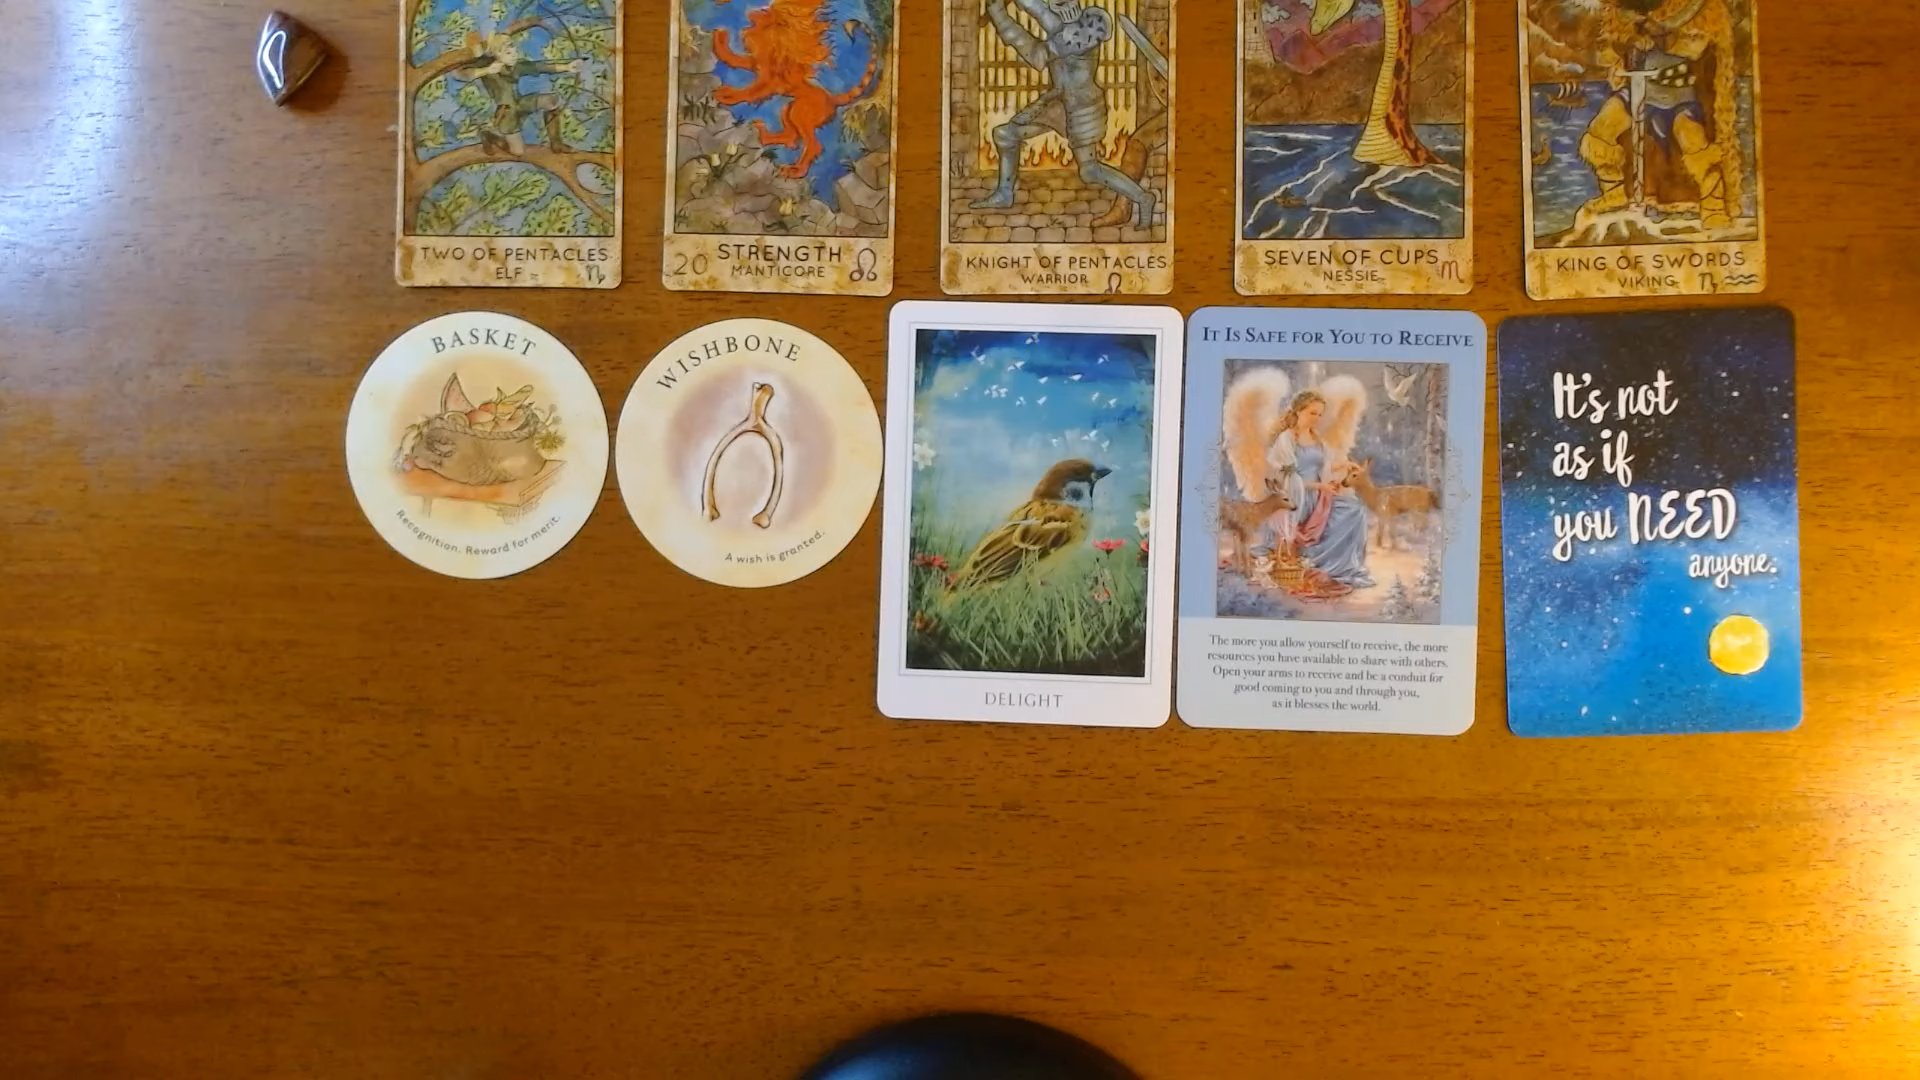 TWO OF PENTACLES
ELF
20 STRENGTH
MANTICORE
KNIGHT OF PENTACLES
WARRIOR
SEVEN OF CUPS
NESSIE
KING OF SWORDS
VIKING
BASKET
Recognition. Reward for merit.
WISHBONE
A wish is granted.
DELIGHT
IT IS SAFE FOR YOU TO RECEIVE
The more you allow yourself to receive, the more
resources you have available to share with others.
Open your arms to receive and be a conduit for
good coming to you and through you,
as it blesses the world.
It's not
as if
you NEED
anyone.